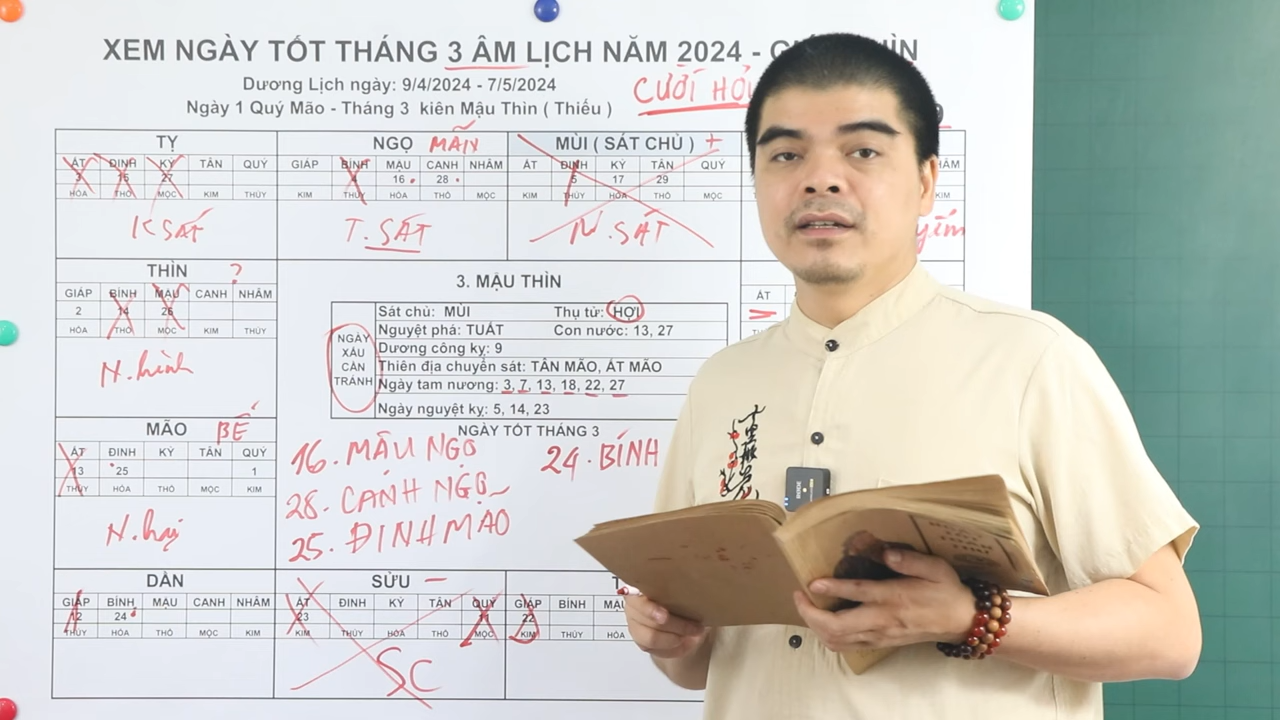 XEM NGÀY TỐT THÁNG 3 ÂM LỊCH NĂM 2024 -
Dương Lịch ngày: 9/4/2024 - 7/5/2024
CƯỚI HỎI
Ngày 1 Quý Mão - Tháng 3 kiên Mậu Thìn ( Thiếu )
TỴ
ẤT ĐINH KỶ TÂN QUÝ
27
HỎA THỔ MỘC KIM THỦY
K SÁT
NGỌ MÃN
GIÁP BÍNH MẬU CANH NHÂM
16 28
KIM THỦY HỎA THỔ MỘC
T. SÁT
MÙI ( SÁT CHỦ ) +
ẤT ĐINH KỶ TÂN QUÝ
5 17 29
KIM THỦY HỎA THỔ MỘC
N. SÁT
THÌN ?
GIÁP BÍNH MẬU CANH NHÂM
2 14 26
HỎA THỔ MỘC KIM THỦY
N. hình
3. MẬU THÌN
NGÀY XẤU CẦN TRÁNH
Sát chủ: MÙI Thụ tử: HỢI
Nguyệt phá: TUẤT Con nước: 13, 27
Dương công kỵ: 9
Thiên địa chuyển sát: TÂN MÃO, ẤT MÃO
Ngày tam nương: 3, 7, 13, 18, 22, 27
Ngày nguyệt kỵ: 5, 14, 23
ẤT
MÃO BẾ
ẤT ĐINH KỶ TÂN QUÝ
13 25 1
THỦY HỎA THỔ MỘC KIM
N. hại
NGÀY TỐT THÁNG 3
16. MẬU NGỌ
24. BÍNH
28. CANH NGỌ
25. ĐINH MÃO
DẦN
GIÁP BÍNH MẬU CANH NHÂM
12 24
THỦY HỎA THỔ MỘC KIM
SỬU –
ẤT ĐINH KỶ TÂN QUÝ
23 11
KIM THỦY HỎA THỔ MỘC
SC
GIÁP BÍNH MẬU
22
KIM THỦY HỎA